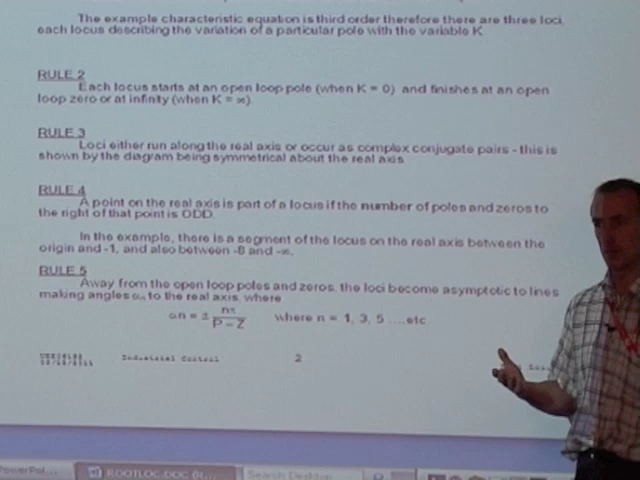 The example characteristic equation is third order therefore there are three loci,
each locus describing the variation of a particular pole with the variable K
RULE 2
Each locus starts at an open loop pole (when K = 0) and finishes at an open
loop zero or at infinity (when K = ∞)
RULE 3
Loci either run along the real axis or occur as complex conjugate pairs - this is
shown by the diagram being symmetrical about the real axis
RULE 4
A point on the real axis is part of a locus if the number of poles and zeros to
the right of that point is ODD.
In the example, there is a segment of the locus on the real axis between the
origin and -1, and also between -8 and -∞.
RULE 5
Away from the open loop poles and zeros, the loci become asymptotic to lines
making angles αn to the real axis, where
αn = ± nπ / P - Z where n = 1, 3, 5 ....etc
Industrial Control 2
PowerPoi... ROOTLOC.DOC Search Desktop